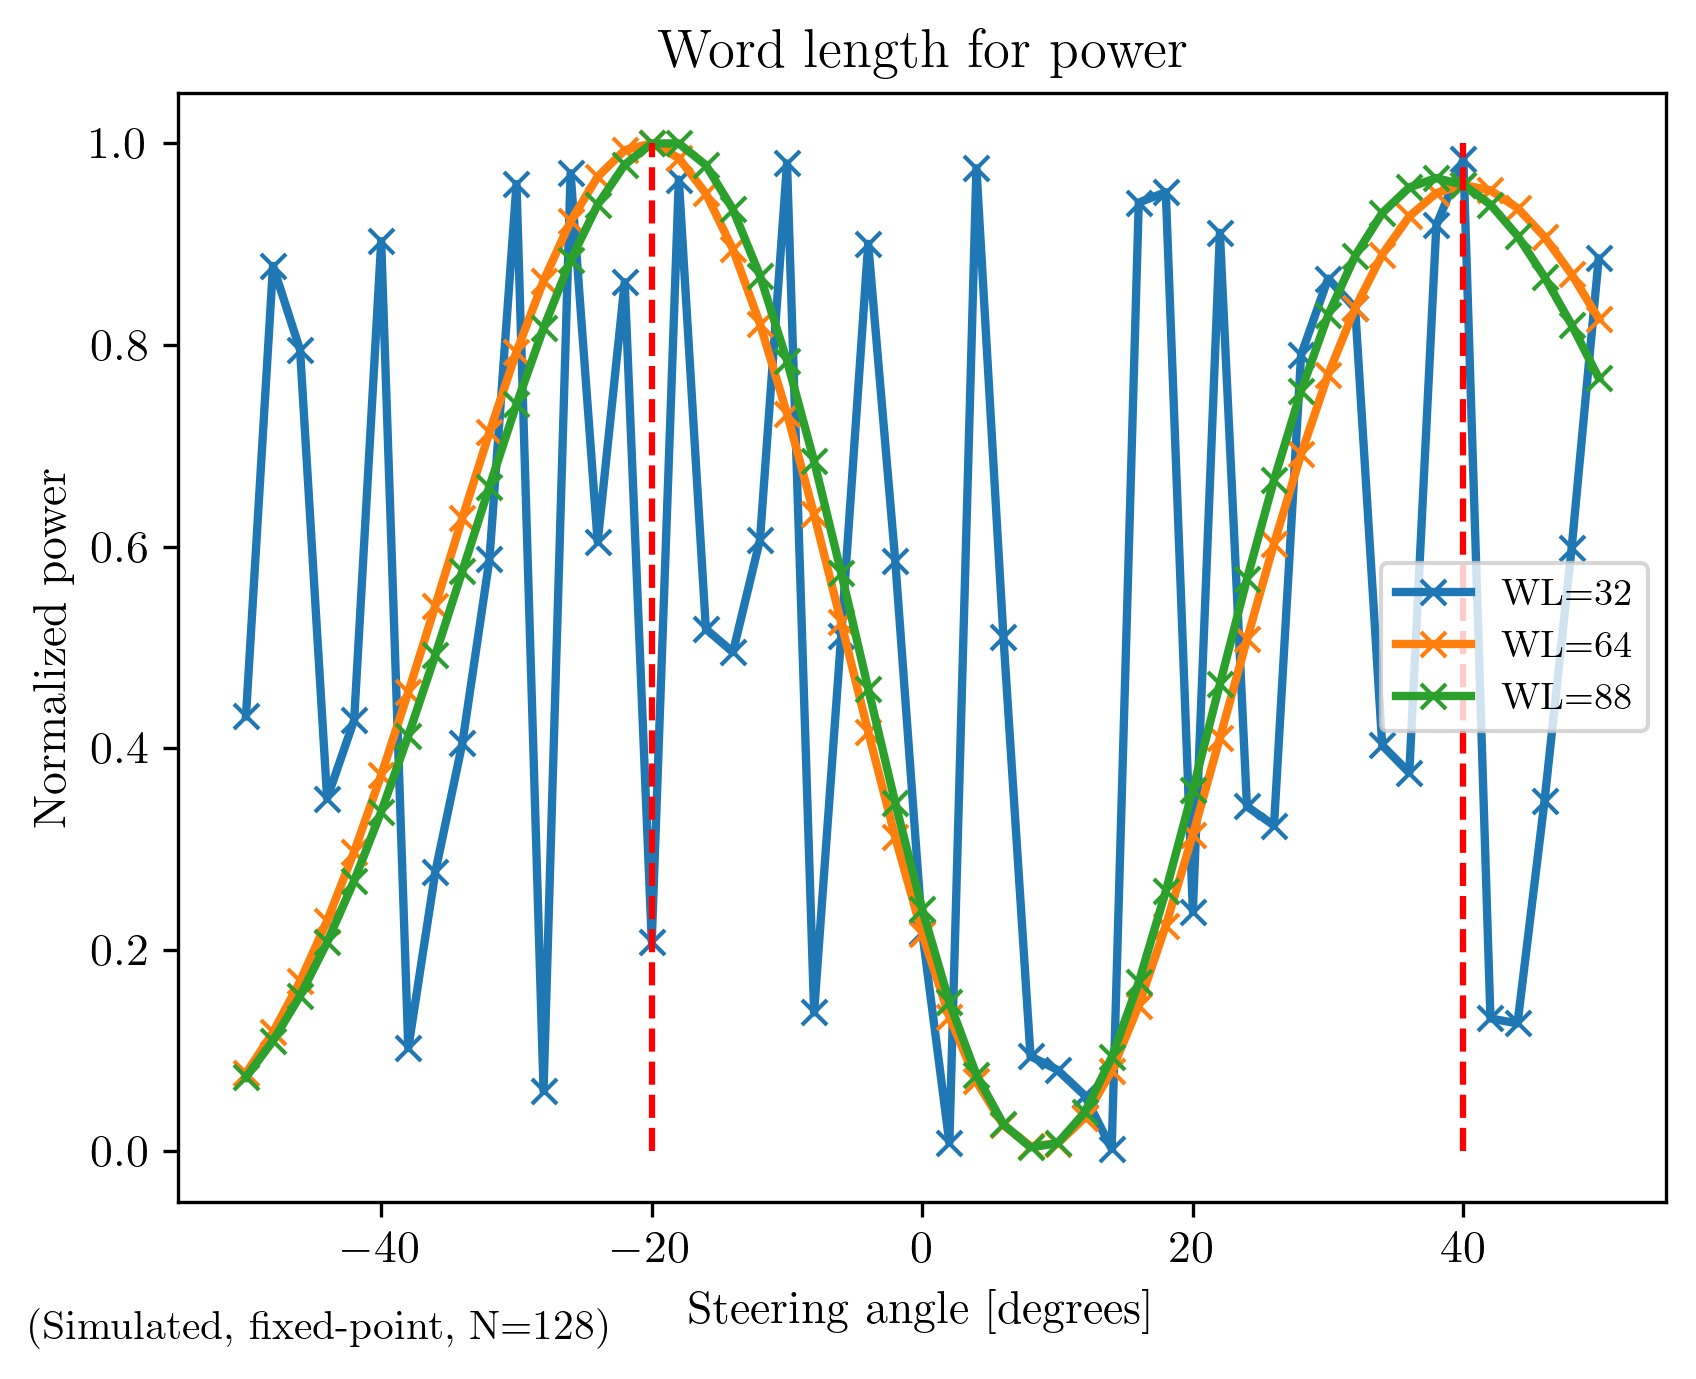 Word length for power
Normalized power
1.0
0.8
0.6
0.4
0.2
0.0
WL=32
WL=64
WL=88
−40
−20
0
20
40
Steering angle [degrees]
(Simulated, fixed-point, N=128)